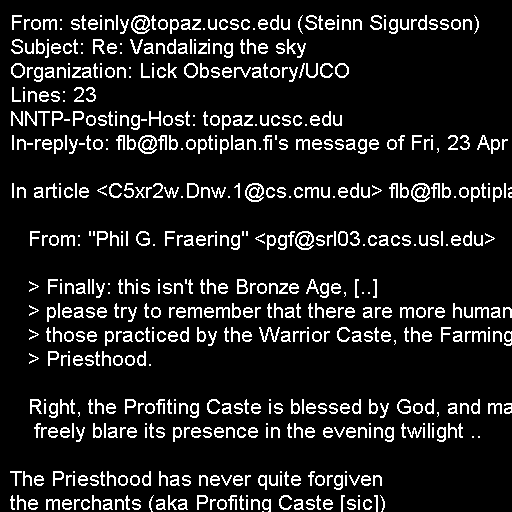 From: steinly@topaz.ucsc.edu (Steinn Sigurdsson)
Subject: Re: Vandalizing the sky
Organization: Lick Observatory/UCO
Lines: 23
NNTP-Posting-Host: topaz.ucsc.edu
In-reply-to: flb@flb.optiplan.fi's message of Fri, 23 Apr
In article <C5xr2w.Dnw.1@cs.cmu.edu> flb@flb.optipla
From: "Phil G. Fraering" <pgf@srl03.cacs.usl.edu>
> Finally: this isn't the Bronze Age, [..]
> please try to remember that there are more human
> those practiced by the Warrior Caste, the Farming
> Priesthood.
Right, the Profiting Caste is blessed by God, and ma
freely blare its presence in the evening twilight ..
The Priesthood has never quite forgiven
the merchants (aka Profiting Caste [sic])